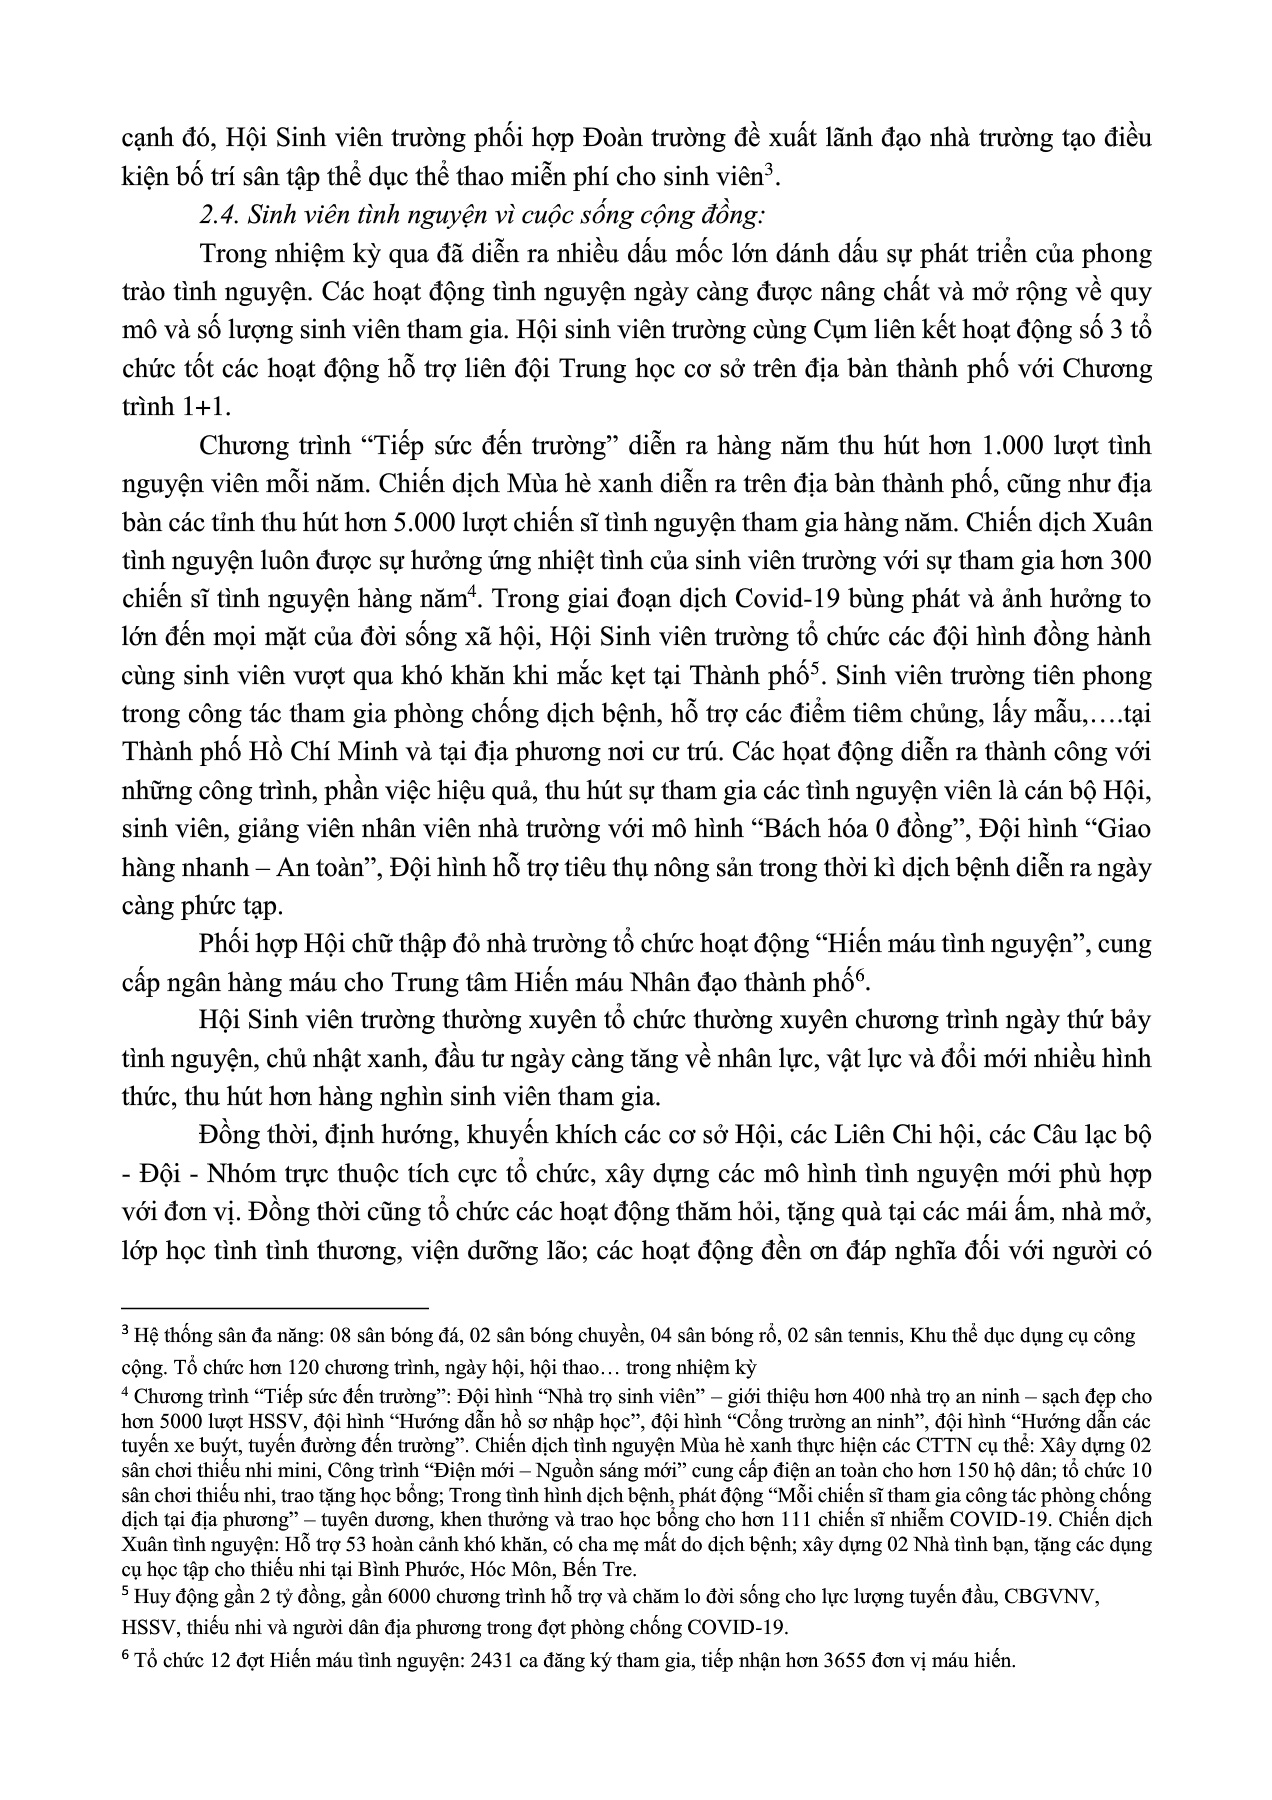 cạnh đó, Hội Sinh viên trường phối hợp Đoàn trường đề xuất lãnh đạo nhà trường tạo điều
kiện bố trí sân tập thể dục thể thao miễn phí cho sinh viên³.
2.4. Sinh viên tình nguyện vì cuộc sống cộng đồng:
Trong nhiệm kỳ qua đã diễn ra nhiều dấu mốc lớn dánh dấu sự phát triển của phong
trào tình nguyện. Các hoạt động tình nguyện ngày càng được nâng chất và mở rộng về quy
mô và số lượng sinh viên tham gia. Hội sinh viên trường cùng Cụm liên kết hoạt động số 3 tổ
chức tốt các hoạt động hỗ trợ liên đội Trung học cơ sở trên địa bàn thành phố với Chương
trình 1+1.
Chương trình “Tiếp sức đến trường” diễn ra hàng năm thu hút hơn 1.000 lượt tình
nguyện viên mỗi năm. Chiến dịch Mùa hè xanh diễn ra trên địa bàn thành phố, cũng như địa
bàn các tỉnh thu hút hơn 5.000 lượt chiến sĩ tình nguyện tham gia hàng năm. Chiến dịch Xuân
tình nguyện luôn được sự hưởng ứng nhiệt tình của sinh viên trường với sự tham gia hơn 300
chiến sĩ tình nguyện hàng năm⁴. Trong giai đoạn dịch Covid-19 bùng phát và ảnh hưởng to
lớn đến mọi mặt của đời sống xã hội, Hội Sinh viên trường tổ chức các đội hình đồng hành
cùng sinh viên vượt qua khó khăn khi mắc kẹt tại Thành phố⁵. Sinh viên trường tiên phong
trong công tác tham gia phòng chống dịch bệnh, hỗ trợ các điểm tiêm chủng, lấy mẫu,….tại
Thành phố Hồ Chí Minh và tại địa phương nơi cư trú. Các họat động diễn ra thành công với
những công trình, phần việc hiệu quả, thu hút sự tham gia các tình nguyện viên là cán bộ Hội,
sinh viên, giảng viên nhân viên nhà trường với mô hình “Bách hóa 0 đồng”, Đội hình “Giao
hàng nhanh – An toàn”, Đội hình hỗ trợ tiêu thụ nông sản trong thời kì dịch bệnh diễn ra ngày
càng phức tạp.
Phối hợp Hội chữ thập đỏ nhà trường tổ chức hoạt động “Hiến máu tình nguyện”, cung
cấp ngân hàng máu cho Trung tâm Hiến máu Nhân đạo thành phố⁶.
Hội Sinh viên trường thường xuyên tổ chức thường xuyên chương trình ngày thứ bảy
tình nguyện, chủ nhật xanh, đầu tư ngày càng tăng về nhân lực, vật lực và đổi mới nhiều hình
thức, thu hút hơn hàng nghìn sinh viên tham gia.
Đồng thời, định hướng, khuyến khích các cơ sở Hội, các Liên Chi hội, các Câu lạc bộ
- Đội - Nhóm trực thuộc tích cực tổ chức, xây dựng các mô hình tình nguyện mới phù hợp
với đơn vị. Đồng thời cũng tổ chức các hoạt động thăm hỏi, tặng quà tại các mái ấm, nhà mở,
lớp học tình tình thương, viện dưỡng lão; các hoạt động đền ơn đáp nghĩa đối với người có
³ Hệ thống sân đa năng: 08 sân bóng đá, 02 sân bóng chuyền, 04 sân bóng rổ, 02 sân tennis, Khu thể dục dụng cụ công
cộng. Tổ chức hơn 120 chương trình, ngày hội, hội thao… trong nhiệm kỳ
⁴ Chương trình “Tiếp sức đến trường”: Đội hình “Nhà trọ sinh viên” – giới thiệu hơn 400 nhà trọ an ninh – sạch đẹp cho
hơn 5000 lượt HSSV, đội hình “Hướng dẫn hồ sơ nhập học”, đội hình “Cổng trường an ninh”, đội hình “Hướng dẫn các
tuyến xe buýt, tuyến đường đến trường”. Chiến dịch tình nguyện Mùa hè xanh thực hiện các CTTN cụ thể: Xây dựng 02
sân chơi thiếu nhi mini, Công trình “Điện mới – Nguồn sáng mới” cung cấp điện an toàn cho hơn 150 hộ dân; tổ chức 10
sân chơi thiếu nhi, trao tặng học bổng; Trong tình hình dịch bệnh, phát động “Mỗi chiến sĩ tham gia công tác phòng chống
dịch tại địa phương” – tuyên dương, khen thưởng và trao học bổng cho hơn 111 chiến sĩ nhiễm COVID-19. Chiến dịch
Xuân tình nguyện: Hỗ trợ 53 hoàn cảnh khó khăn, có cha mẹ mất do dịch bệnh; xây dựng 02 Nhà tình bạn, tặng các dụng
cụ học tập cho thiếu nhi tại Bình Phước, Hóc Môn, Bến Tre.
⁵ Huy động gần 2 tỷ đồng, gần 6000 chương trình hỗ trợ và chăm lo đời sống cho lực lượng tuyến đầu, CBGVNV,
HSSV, thiếu nhi và người dân địa phương trong đợt phòng chống COVID-19.
⁶ Tổ chức 12 đợt Hiến máu tình nguyện: 2431 ca đăng ký tham gia, tiếp nhận hơn 3655 đơn vị máu hiến.